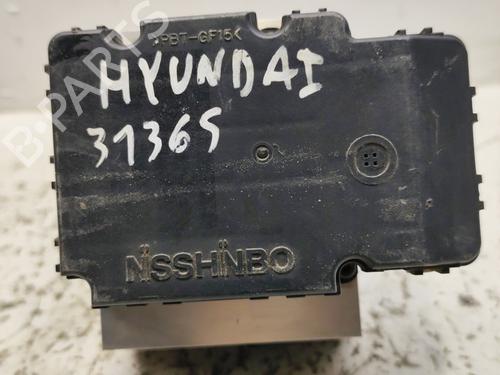 >PBT-GF15<
HYUNDAI
31365
NISSHINBO
B-PARTS